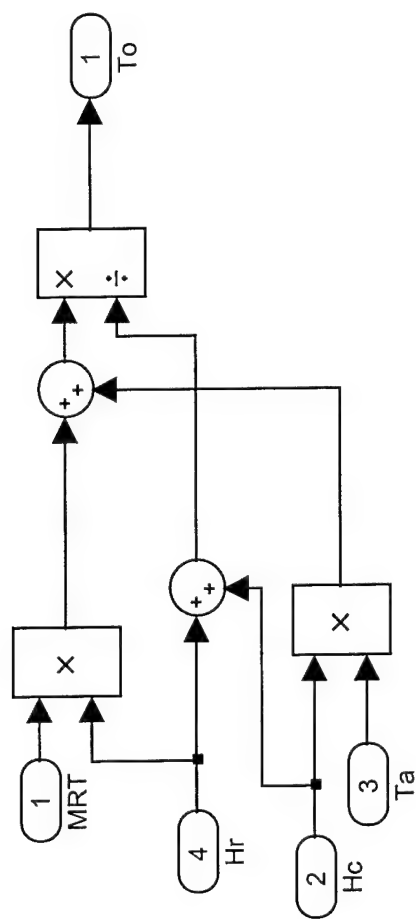 1
MRT
4
Hr
2
Hc
3
Ta
×
×
+
+
+
+
×
÷
1
To